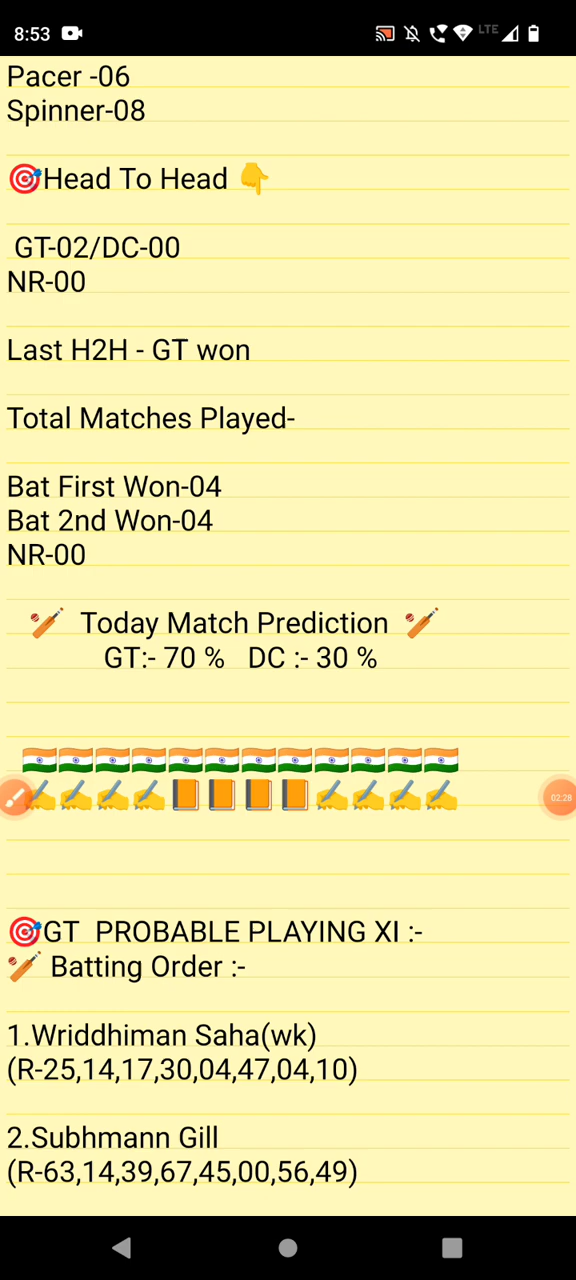 8:53
LTE
Pacer -06
Spinner-08
🎯Head To Head 👇
GT-02/DC-00
NR-00
Last H2H - GT won
Total Matches Played-
Bat First Won-04
Bat 2nd Won-04
NR-00
🏏 Today Match Prediction 🏏
GT:- 70 % DC :- 30 %
🇮🇳🇮🇳🇮🇳🇮🇳🇮🇳🇮🇳🇮🇳🇮🇳🇮🇳🇮🇳🇮🇳🇮🇳
✍✍✍✍📙📙📙📙✍✍✍✍
02:28
🎯GT PROBABLE PLAYING XI :-
🏏 Batting Order :-
1.Wriddhiman Saha(wk)
(R-25,14,17,30,04,47,04,10)
2.Subhmann Gill
(R-63,14,39,67,45,00,56,49)